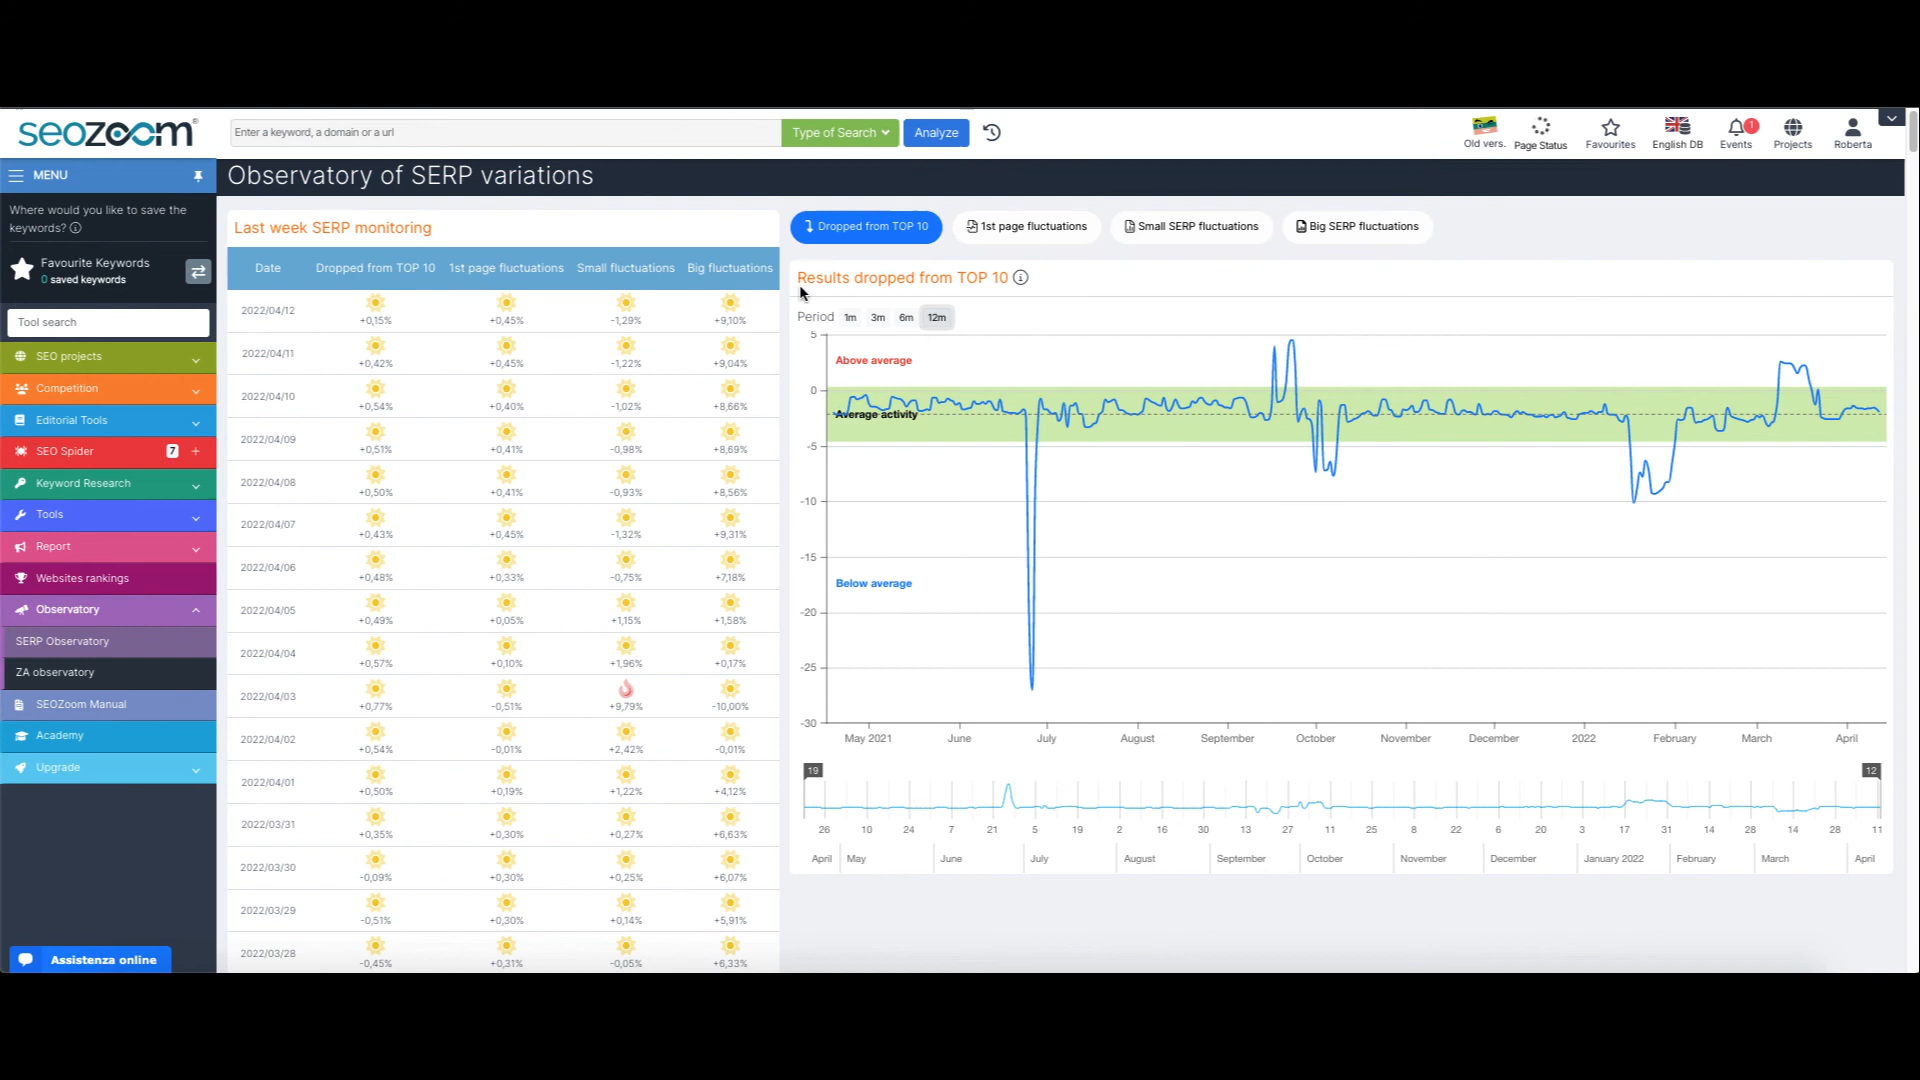 seozoom®
Enter a keyword, a domain or a url
Type of Search
Analyze
Old vers.
Page Status
Favourites
English DB
1
Events
Projects
Roberta
MENU
Observatory of SERP variations
Where would you like to save the
keywords?
Favourite Keywords
0 saved keywords
Tool search
SEO projects
Competition
Editorial Tools
SEO Spider 7 +
Keyword Research
Tools
Report
Websites rankings
Observatory
SERP Observatory
ZA observatory
SEOZoom Manual
Academy
Upgrade
Assistenza online
Last week SERP monitoring
Date Dropped from TOP 10 1st page fluctuations Small fluctuations Big fluctuations
2022/04/12 +0,15% +0,45% -1,29% +9,10%
2022/04/11 +0,42% +0,45% -1,22% +9,04%
2022/04/10 +0,54% +0,40% -1,02% +8,66%
2022/04/09 +0,51% +0,41% -0,98% +8,69%
2022/04/08 +0,50% +0,41% -0,93% +8,56%
2022/04/07 +0,43% +0,45% -1,32% +9,31%
2022/04/06 +0,48% +0,33% -0,75% +7,18%
2022/04/05 +0,49% +0,05% +1,15% +1,58%
2022/04/04 +0,57% +0,10% +1,96% +0,17%
2022/04/03 +0,77% -0,51% +9,79% -10,00%
2022/04/02 +0,54% -0,01% +2,42% -0,01%
2022/04/01 +0,50% +0,19% +1,22% +4,12%
2022/03/31 +0,35% +0,30% +0,27% +6,63%
2022/03/30 -0,09% +0,30% +0,25% +6,07%
2022/03/29 -0,51% +0,30% +0,14% +5,91%
2022/03/28 -0,45% +0,31% -0,05% +6,33%
Dropped from TOP 10
1st page fluctuations
Small SERP fluctuations
Big SERP fluctuations
Results dropped from TOP 10
Period 1m 3m 6m 12m
5
Above average
0
Average activity
-5
-10
-15
Below average
-20
-25
-30
May 2021 June July August September October November December 2022 February March April
19 12
26 10 24 7 21 5 19 2 16 30 13 27 11 25 8 22 6 20 3 17 31 14 28 14 28 11
April May June July August September October November December January 2022 February March April